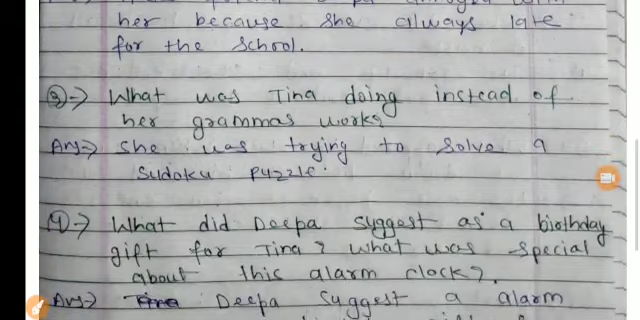 her because she always late
for the School.
3)-> What was Tina doing instead of
her grammas works
Ans-> she was trying to Solve a
Sudoku Puzzle.
4)-> What did Deepa suggest as a birthday
gift for Tina? What was special
about this alarm clock?
Ans-> Tina Deepa suggest a alarm